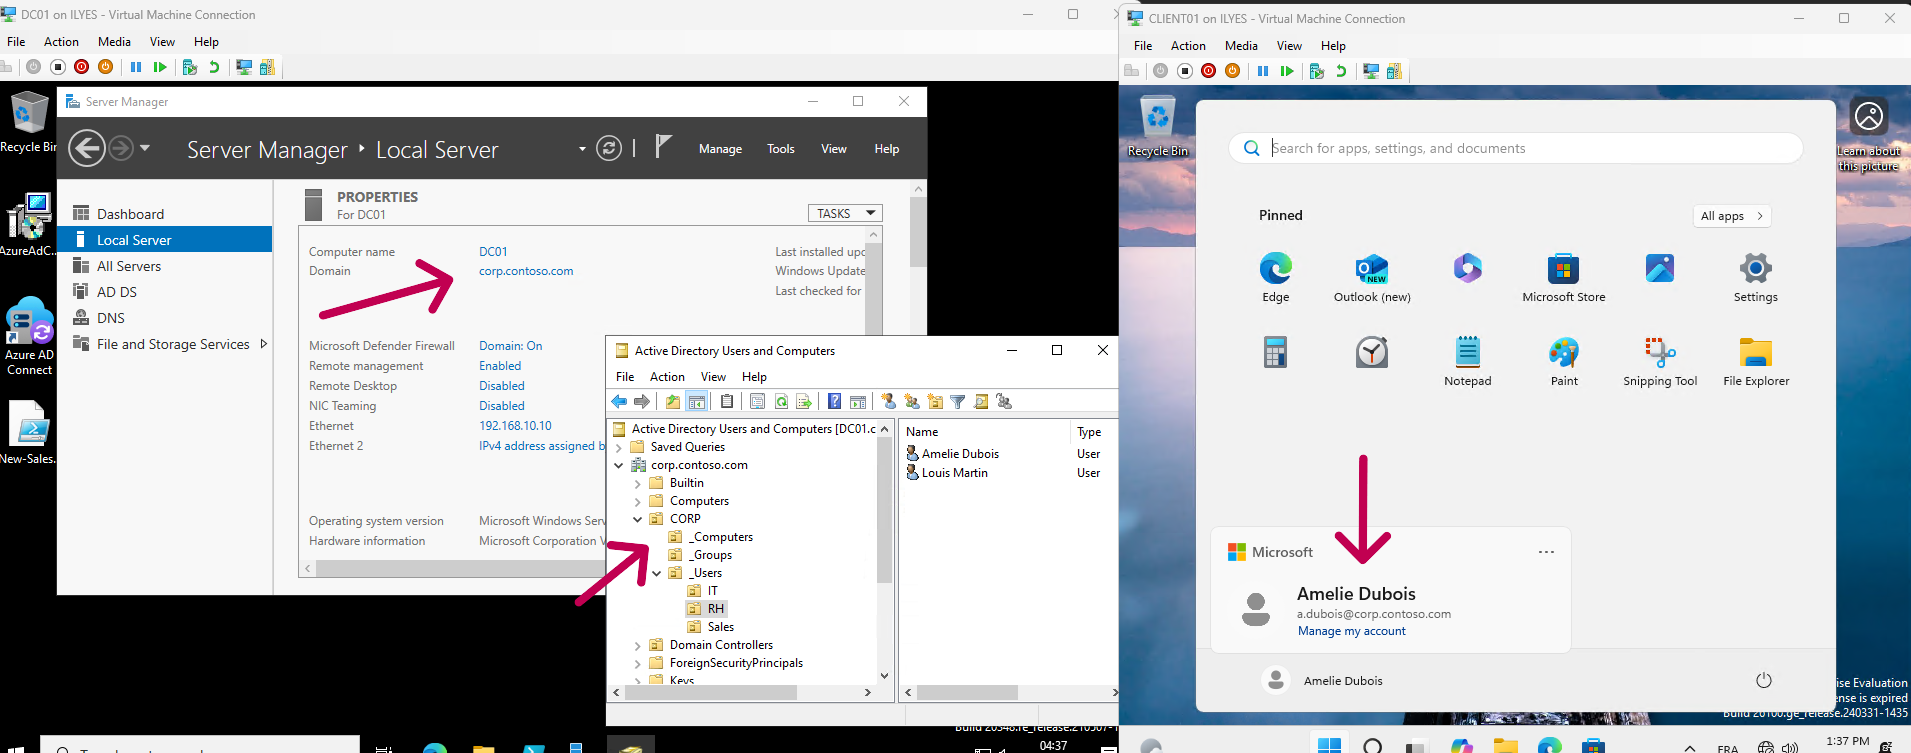 DC01 on ILYES - Virtual Machine Connection
File Action Media View Help
Recycle Bin
AzureAdC...
Azure AD
Connect
New-Sales.
Server Manager
Server Manager ‣ Local Server
Manage Tools View Help
Dashboard
Local Server
All Servers
AD DS
DNS
File and Storage Services
PROPERTIES
For DC01
TASKS
Computer name DC01
Domain corp.contoso.com
Last installed upd
Windows Update
Last checked for
Microsoft Defender Firewall Domain: On
Remote management Enabled
Remote Desktop Disabled
NIC Teaming Disabled
Ethernet 192.168.10.10
Ethernet 2 IPv4 address assigned b
Operating system version Microsoft Windows Serv
Hardware information Microsoft Corporation V
Active Directory Users and Computers
File Action View Help
Active Directory Users and Computers [DC01.c
Saved Queries
corp.contoso.com
Builtin
Computers
CORP
_Computers
_Groups
_Users
IT
RH
Sales
Domain Controllers
ForeignSecurityPrincipals
Keys
Name Type
Amelie Dubois User
Louis Martin User
Build 20348.fe_release.210507-1
04:37
CLIENT01 on ILYES - Virtual Machine Connection
File Action Media View Help
Recycle Bin
Learn about
this picture
Search for apps, settings, and documents
Pinned
All apps
Edge
Outlook (new)
NEW
Microsoft Store
Settings
Notepad
Paint
Snipping Tool
File Explorer
Microsoft
Amelie Dubois
a.dubois@corp.contoso.com
Manage my account
Amelie Dubois
ise Evaluation
ense is expired
Build 26100.ge_release.240331-1435
FRA
1:37 PM